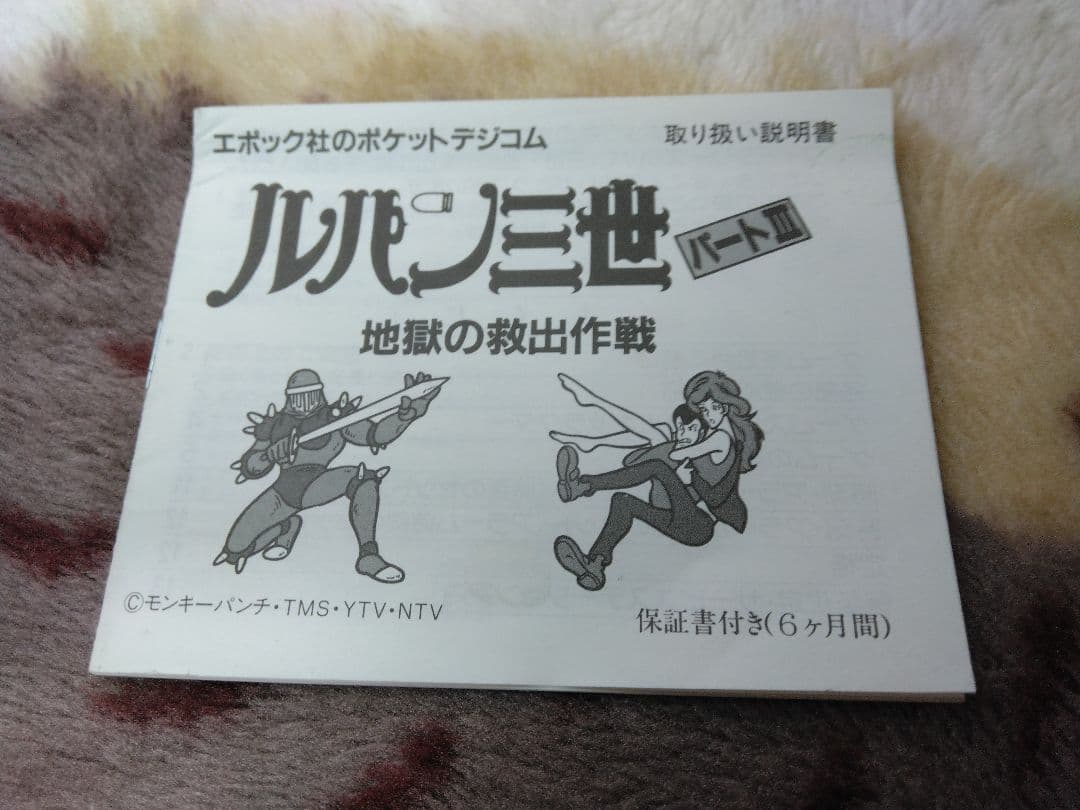 エポック社のポケットデジコム
取り扱い説明書
ルパン三世
パートIII
地獄の救出作戦
©モンキーパンチ・TMS・YTV・NTV
保証書付き(6ヶ月間)